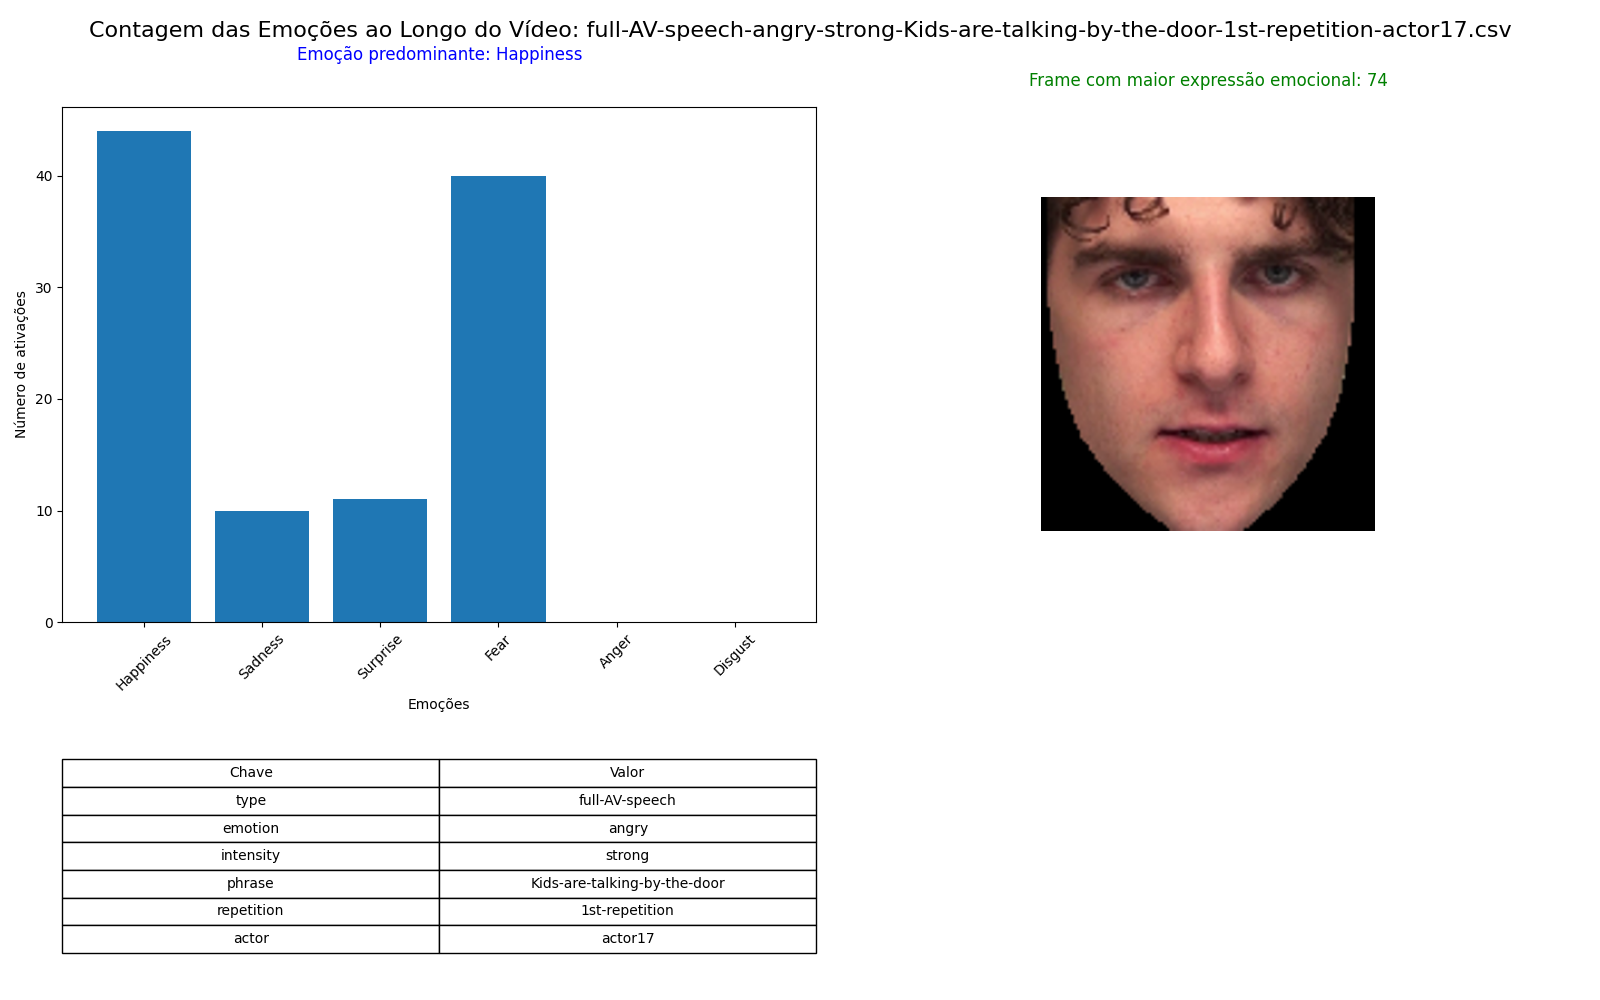 Contagem das Emoções ao Longo do Vídeo: full-AV-speech-angry-strong-Kids-are-talking-by-the-door-1st-repetition-actor17.csv
Emoção predominante: Happiness
Frame com maior expressão emocional: 74
Número de ativações
40
30
20
10
0
Happiness
Sadness
Surprise
Fear
Anger
Disgust
Emoções
Chave Valor
type full-AV-speech
emotion angry
intensity strong
phrase Kids-are-talking-by-the-door
repetition 1st-repetition
actor actor17